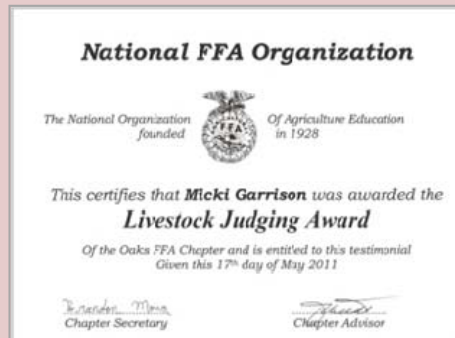 National FFA Organization
The National Organization
founded
FFA
Of Agriculture Education
in 1928
This certifies that Micki Garrison was awarded the
Livestock Judging Award
Of the Oaks FFA Chapter and is entitled to this testimonial
Given this 17th day of May 2011
Brandon
Chapter Secretary
Chapter Advisor